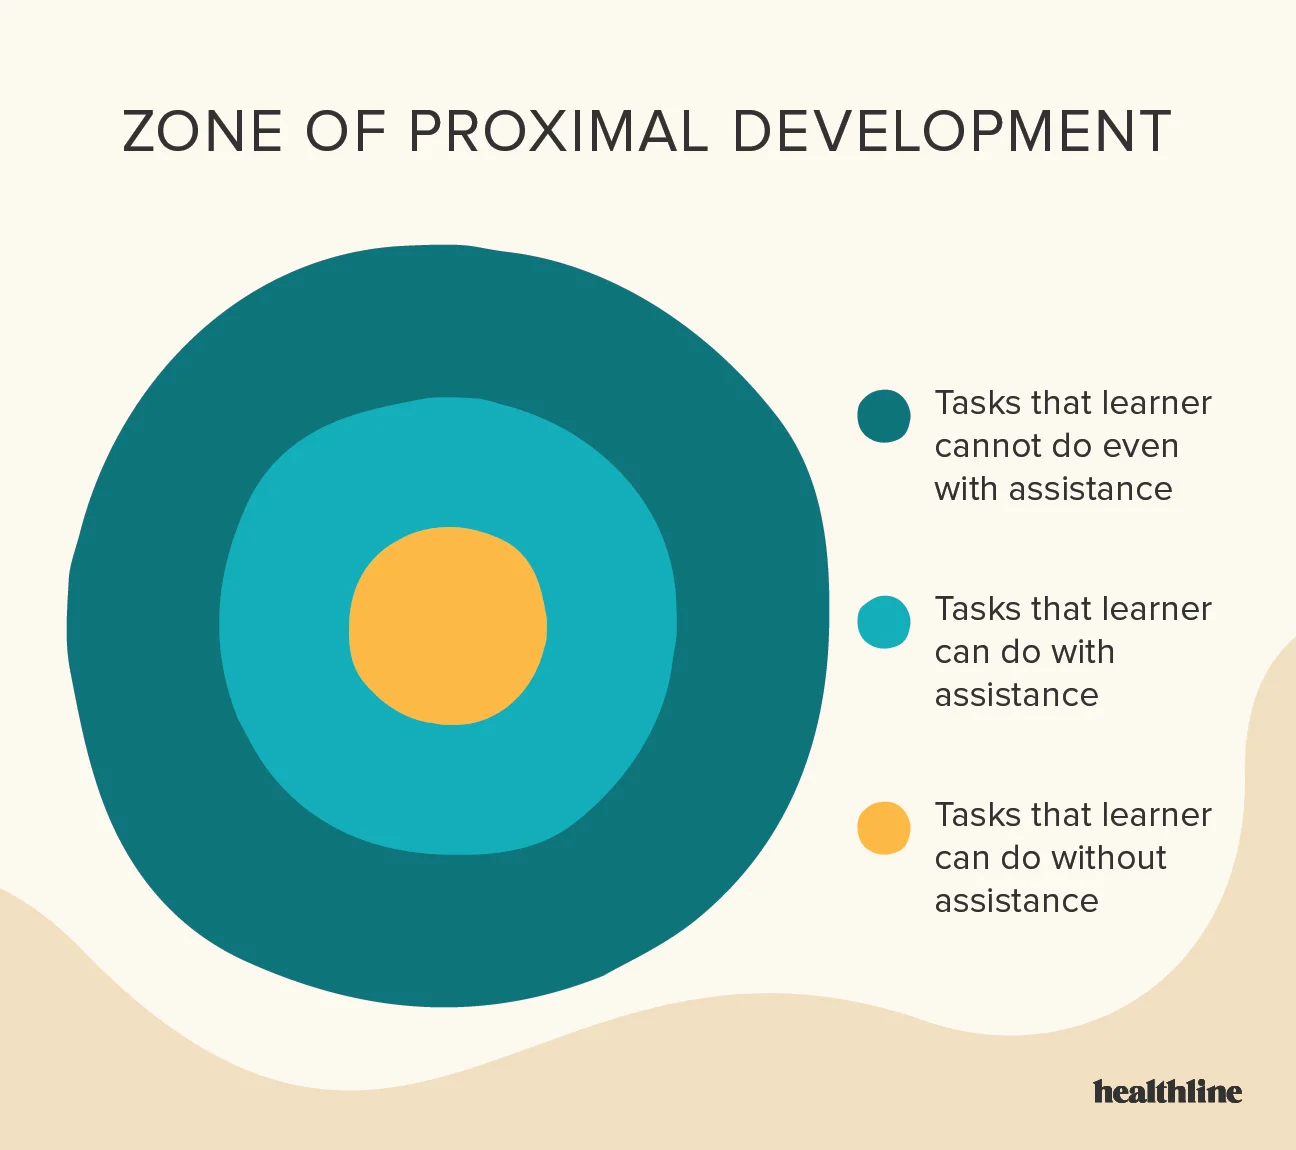 ZONE OF PROXIMAL DEVELOPMENT
Tasks that learner
cannot do even
with assistance
Tasks that learner
can do with
assistance
Tasks that learner
can do without
assistance
healthline